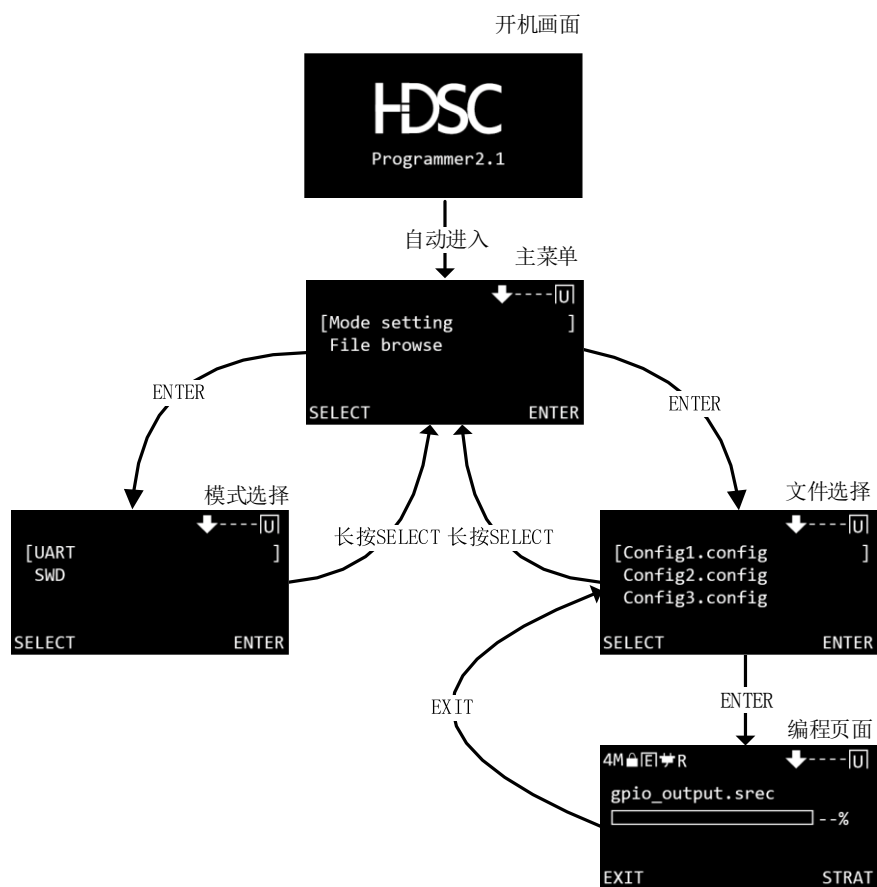 开机画面
HDSC
Programmer2.1
自动进入
主菜单
----U
[Mode setting ]
File browse
SELECT ENTER
ENTER
ENTER
模式选择
----U
[UART ]
SWD
SELECT ENTER
长按SELECT
长按SELECT
文件选择
----U
[Config1.config ]
Config2.config
Config3.config
SELECT ENTER
EXIT
ENTER
编程页面
4M E R ----U
gpio_output.srec
--%
EXIT STRAT